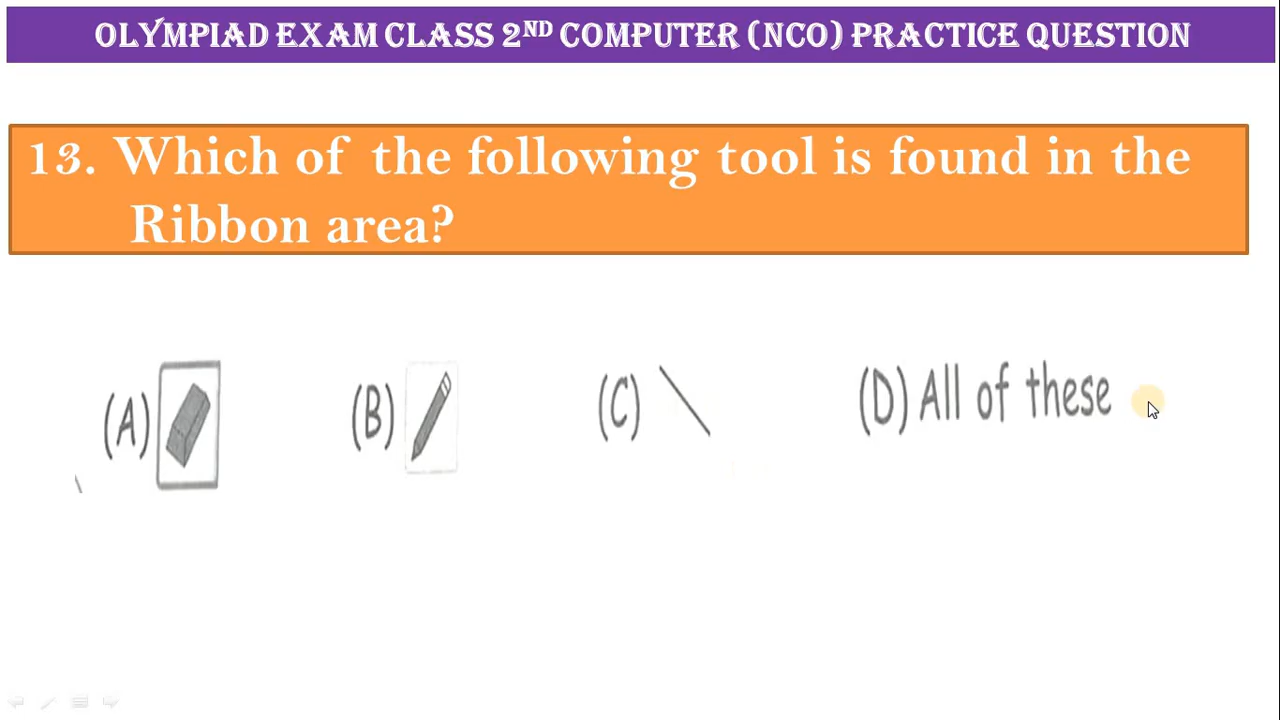 OLYMPIAD EXAM CLASS 2ND COMPUTER (NCO) PRACTICE QUESTION
13. Which of the following tool is found in the
Ribbon area?
(A) (B) (C) (D) All of these